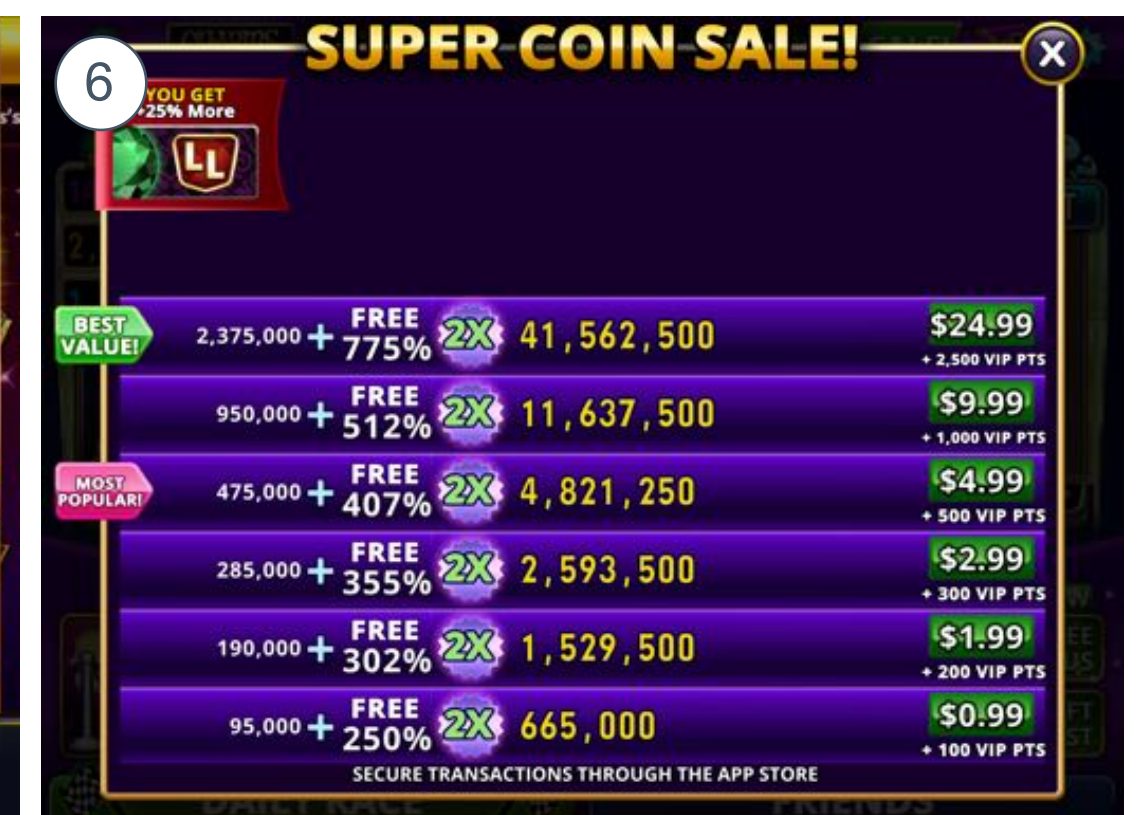 SUPER COIN SALE!
X
6
YOU GET
+25% More
LL
BEST
VALUE!
2,375,000 + FREE 775% 2X 41,562,500 $24.99
+ 2,500 VIP PTS
950,000 + FREE 512% 2X 11,637,500 $9.99
+ 1,000 VIP PTS
MOST
POPULAR!
475,000 + FREE 407% 2X 4,821,250 $4.99
+ 500 VIP PTS
285,000 + FREE 355% 2X 2,593,500 $2.99
+ 300 VIP PTS
190,000 + FREE 302% 2X 1,529,500 $1.99
+ 200 VIP PTS
95,000 + FREE 250% 2X 665,000 $0.99
+ 100 VIP PTS
SECURE TRANSACTIONS THROUGH THE APP STORE
DAILY RACE
FRIENDS